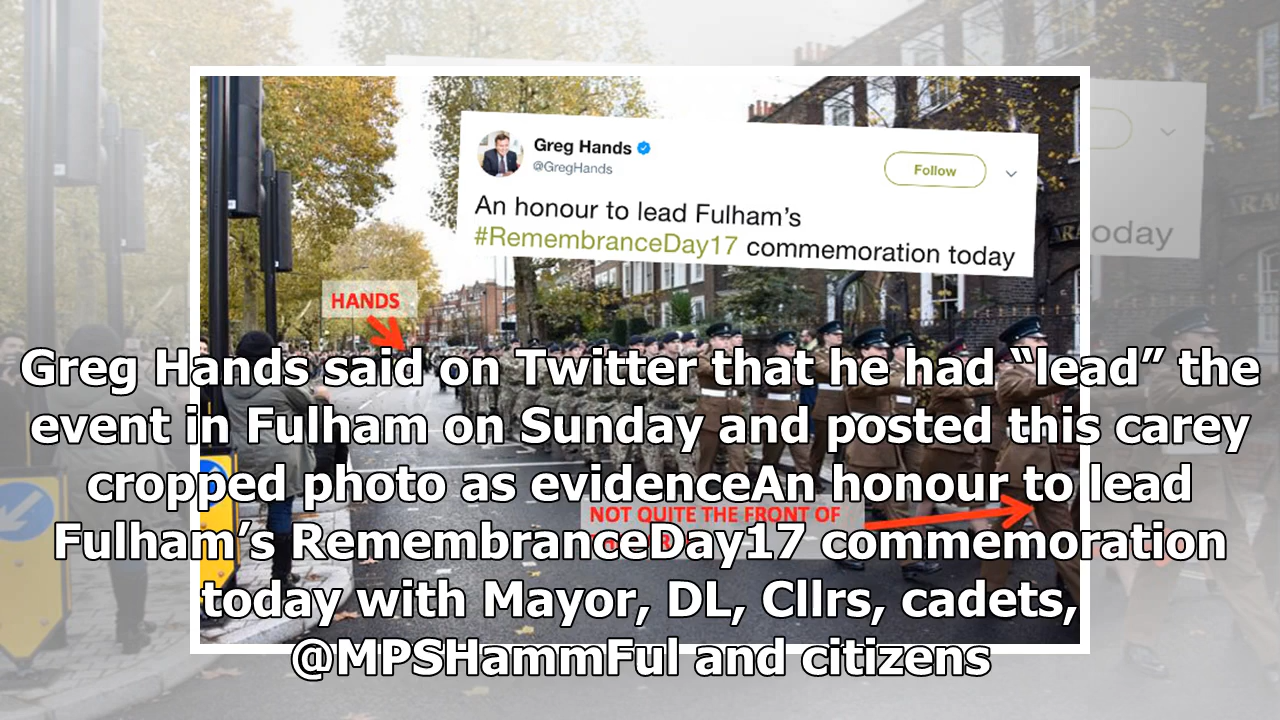 Greg Hands
@GregHands
Follow
An honour to lead Fulham's
#RemembranceDay17 commemoration today
oday
HANDS
Greg Hands said on Twitter that he had “lead” the
event in Fulham on Sunday and posted this carey
cropped photo as evidenceAn honour to lead
Fulham’s RemembranceDay17 commemoration
today with Mayor, DL, Cllrs, cadets,
@MPSHammFul and citizens
NOT QUITE THE FRONT OF